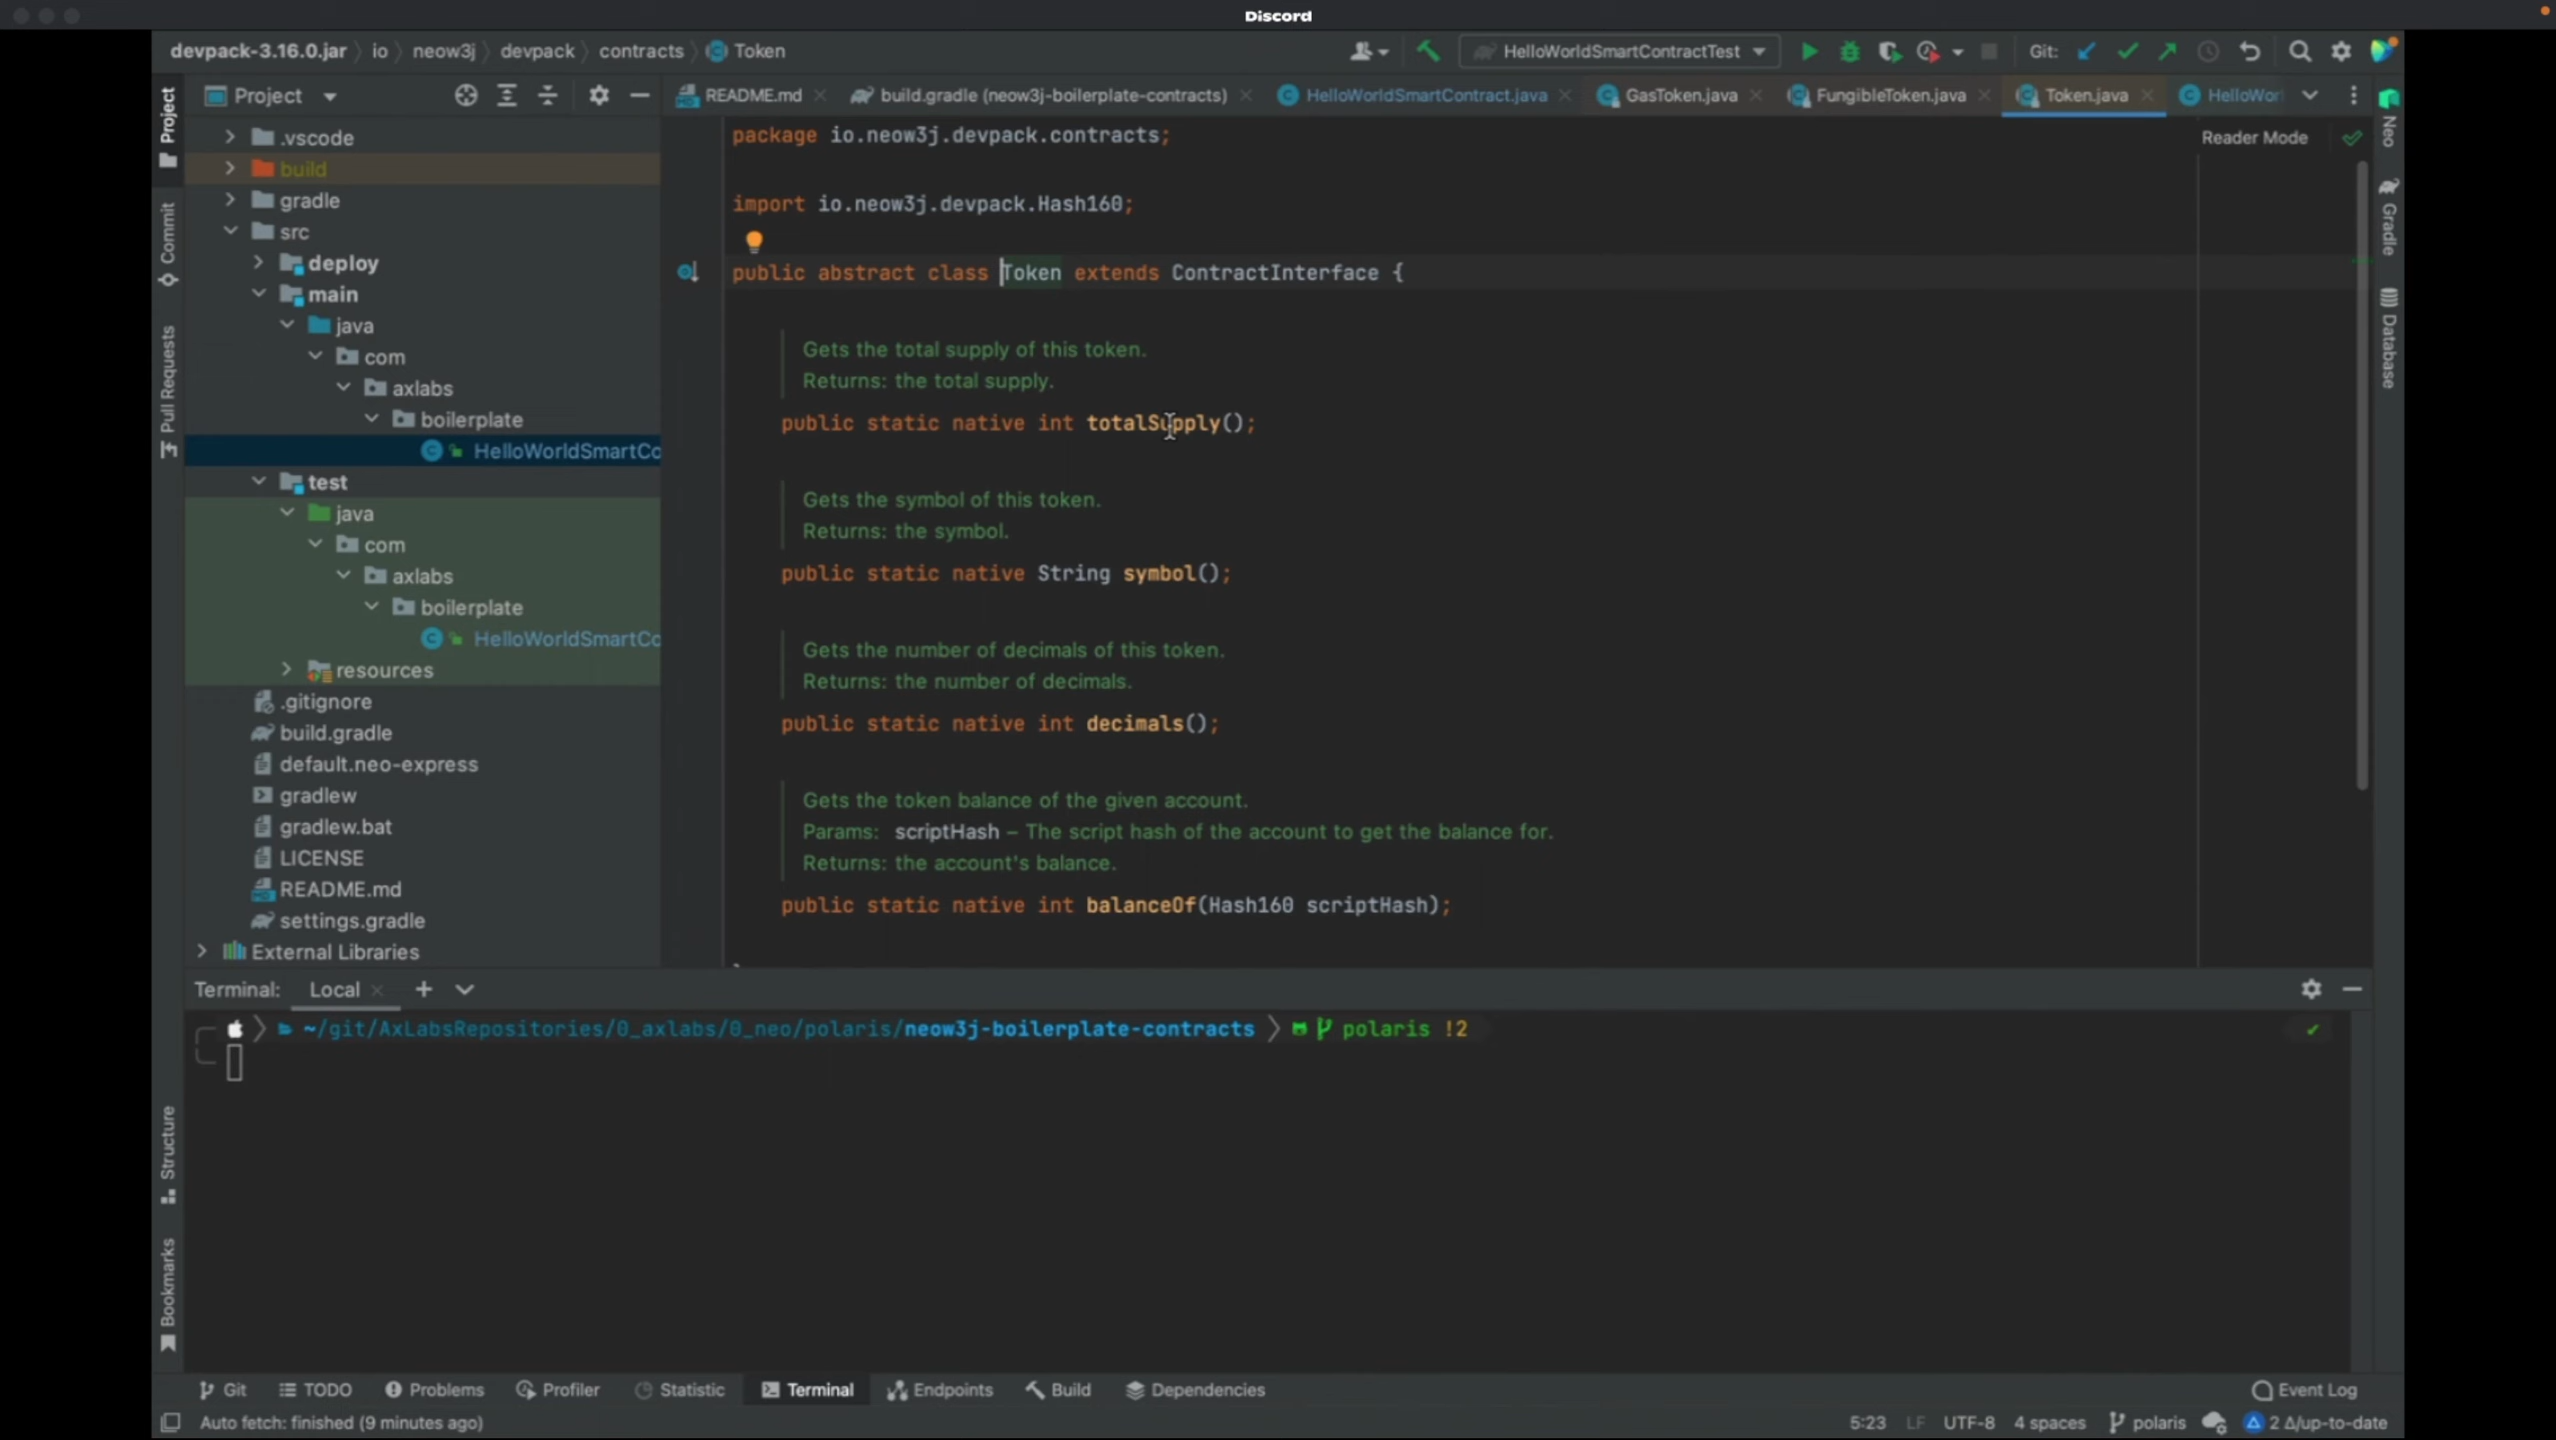 Discord
devpack-3.16.0.jar io neow3j devpack contracts Token
HelloWorldSmartContractTest
Git:
Project
README.md
build.gradle (neow3j-boilerplate-contracts)
HelloWorldSmartContract.java
GasToken.java
FungibleToken.java
Token.java
HelloWor
Project
Commit
Pull Requests
Structure
Bookmarks
.vscode
build
gradle
src
deploy
main
java
com
axlabs
boilerplate
HelloWorldSmartCo
test
java
com
axlabs
boilerplate
HelloWorldSmartCo
resources
.gitignore
build.gradle
default.neo-express
gradlew
gradlew.bat
LICENSE
README.md
settings.gradle
External Libraries
package io.neow3j.devpack.contracts;
Reader Mode
import io.neow3j.devpack.Hash160;
public abstract class Token extends ContractInterface {
Gets the total supply of this token.
Returns: the total supply.
public static native int totalSupply();
Gets the symbol of this token.
Returns: the symbol.
public static native String symbol();
Gets the number of decimals of this token.
Returns: the number of decimals.
public static native int decimals();
Gets the token balance of the given account.
Params: scriptHash – The script hash of the account to get the balance for.
Returns: the account's balance.
public static native int balanceOf(Hash160 scriptHash);
Neo
Gradle
Database
Terminal: Local
~/git/AxLabsRepositories/0_axlabs/0_neo/polaris/neow3j-boilerplate-contracts polaris !2
Git TODO Problems Profiler Statistic Terminal Endpoints Build Dependencies Event Log
Auto fetch: finished (9 minutes ago) 5:23 LF UTF-8 4 spaces polaris 2 Δ/up-to-date